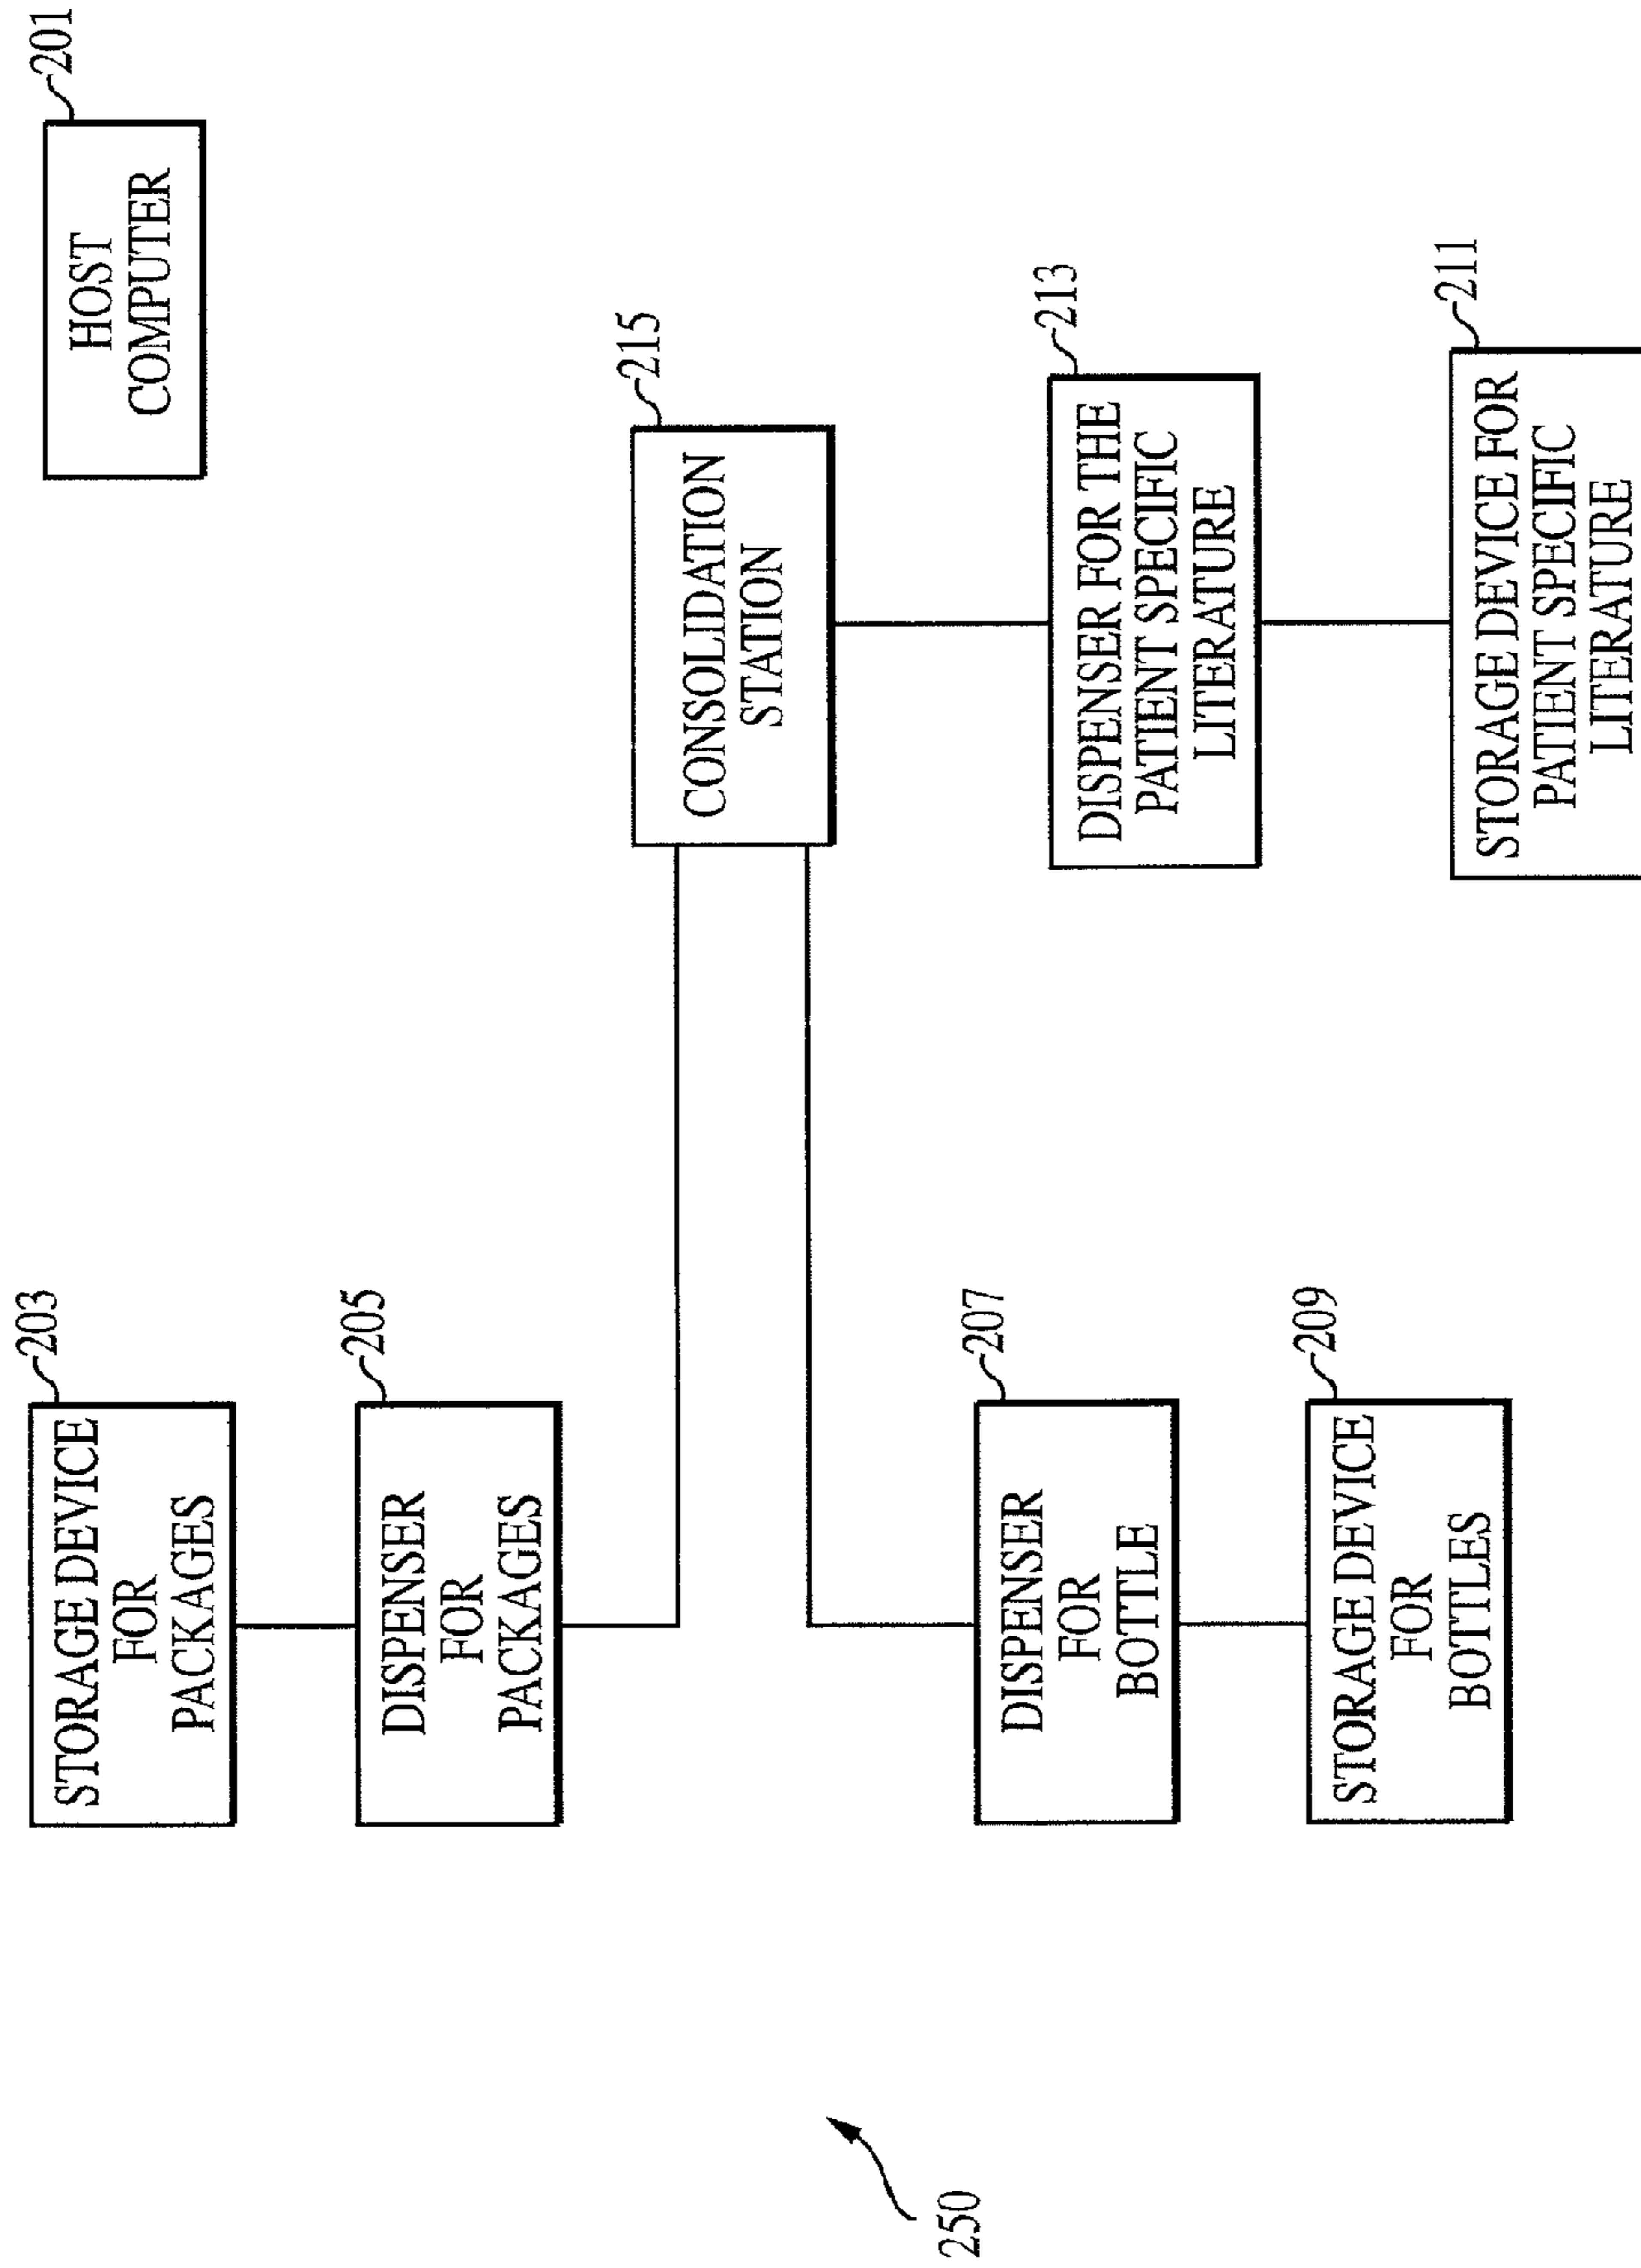 201
HOST
COMPUTER
203
STORAGE DEVICE
FOR
PACKAGES
205
DISPENSER
FOR
PACKAGES
215
CONSOLIDATION
STATION
207
DISPENSER
FOR
BOTTLE
209
STORAGE DEVICE
FOR
BOTTLES
213
DISPENSER FOR THE
PATIENT SPECIFIC
LITERATURE
211
STORAGE DEVICE FOR
PATIENT SPECIFIC
LITERATURE
250